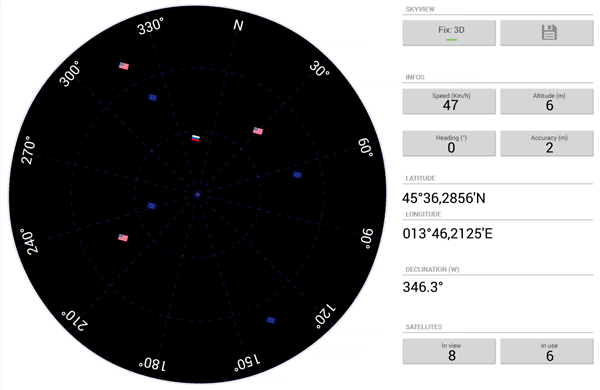 SKYVIEW
Fix: 3D
INFOS
Speed (Km/h)
47
Altitude (m)
6
Heading (°)
0
Accuracy (m)
2
LATITUDE
45°36,2856'N
LONGITUDE
013°46,2125'E
DECLINATION (W)
346.3°
SATELLITES
In view
8
In use
6
N
30°
60°
90°
120°
150°
180°
210°
240°
270°
300°
330°